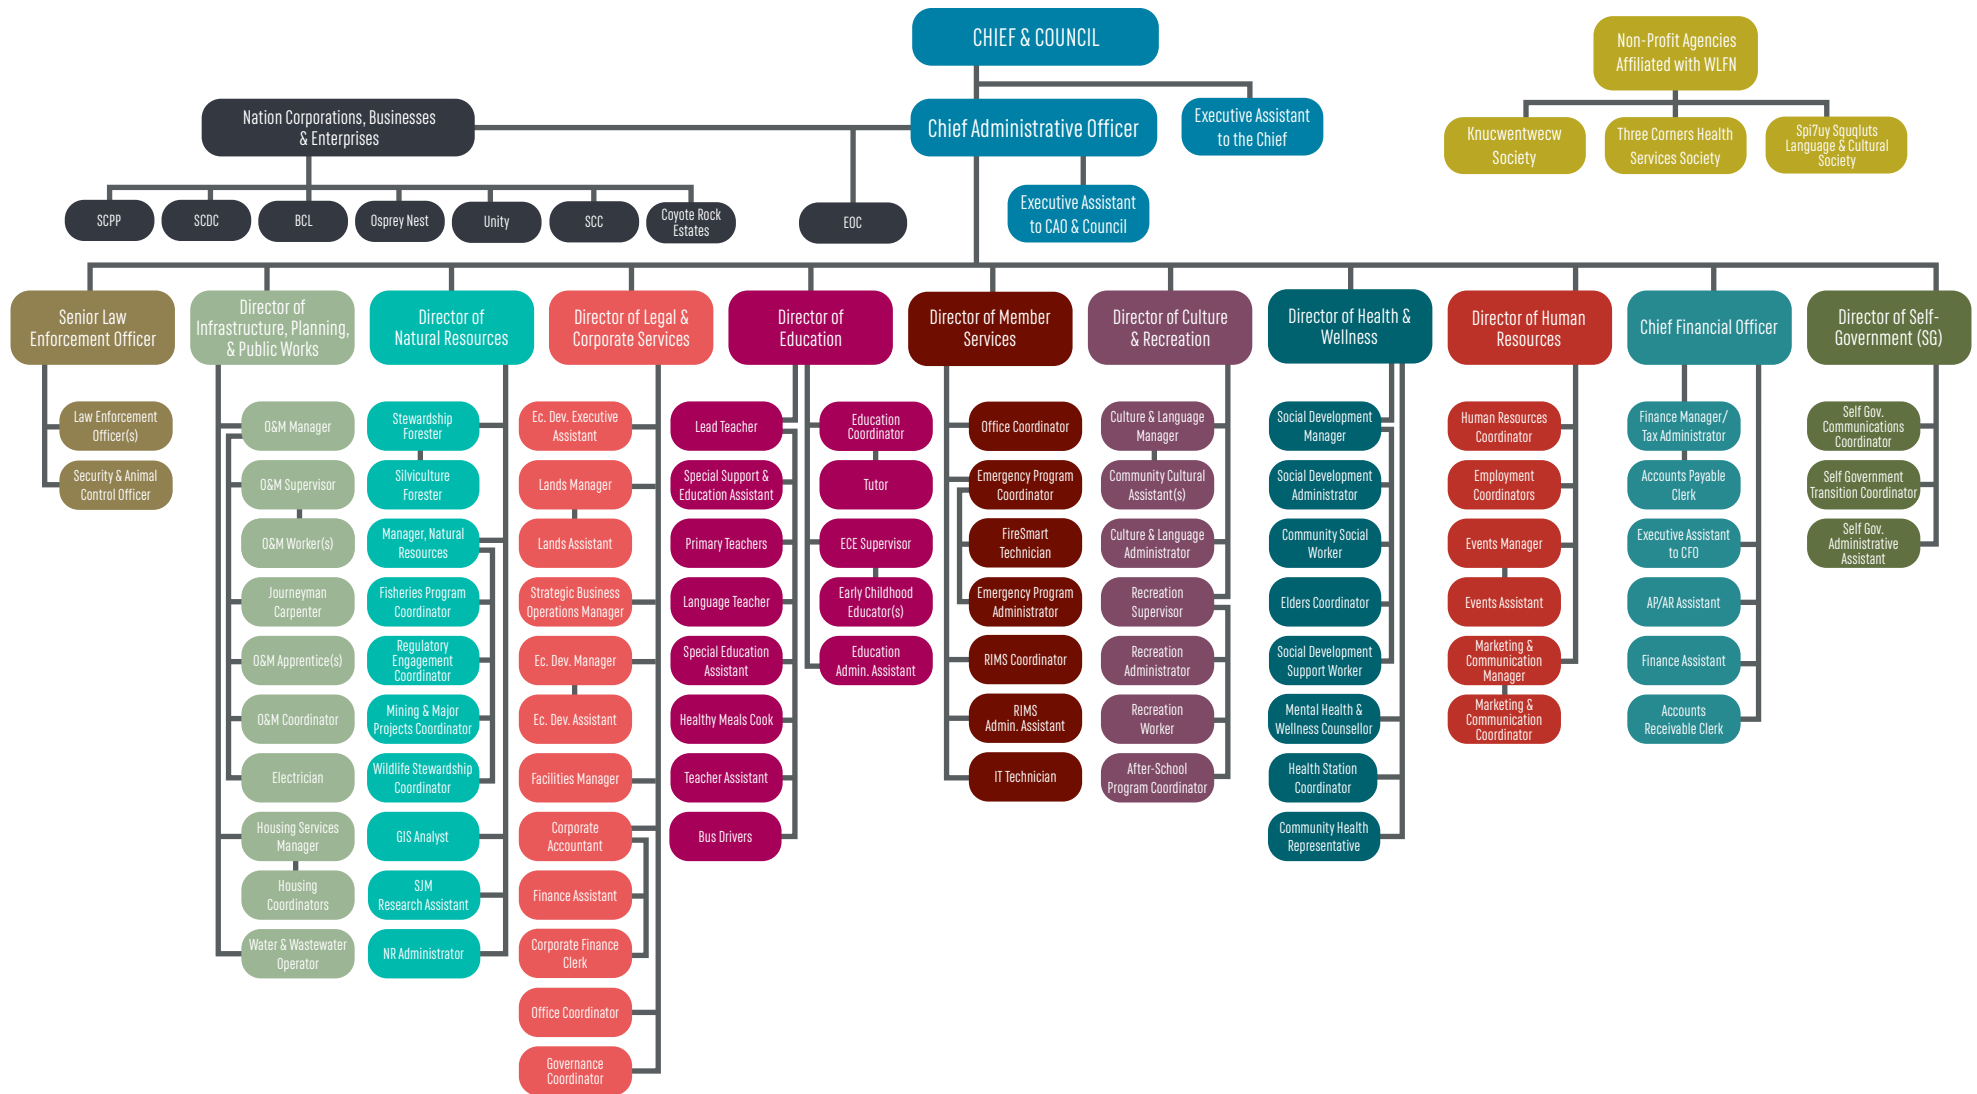 CHIEF & COUNCIL
Non-Profit Agencies
Affiliated with WLFN
Nation Corporations, Businesses
& Enterprises
Chief Administrative Officer
Executive Assistant
to the Chief
Knucwentwecw
Society
Three Corners Health
Services Society
Spi7uy Squqluts
Language & Cultural
Society
SCPP
SCDC
BCL
Osprey Nest
Unity
SCC
Coyote Rock
Estates
EOC
Executive Assistant
to CAO & Council
Senior Law
Enforcement Officer
Director of
Infrastructure, Planning,
& Public Works
Director of
Natural Resources
Director of Legal &
Corporate Services
Director of
Education
Director of Member
Services
Director of Culture
& Recreation
Director of Health &
Wellness
Director of Human
Resources
Chief Financial Officer
Director of Self-
Government (SG)
Law Enforcement
Officer(s)
Security & Animal
Control Officer
O&M Manager
O&M Supervisor
O&M Worker(s)
Journeyman
Carpenter
O&M Apprentice(s)
O&M Coordinator
Electrician
Housing Services
Manager
Housing
Coordinators
Water & Wastewater
Operator
Stewardship
Forester
Silviculture
Forester
Manager, Natural
Resources
Fisheries Program
Coordinator
Regulatory
Engagement
Coordinator
Mining & Major
Projects Coordinator
Wildlife Stewardship
Coordinator
GIS Analyst
SJM
Research Assistant
NR Administrator
Ec. Dev. Executive
Assistant
Lands Manager
Lands Assistant
Strategic Business
Operations Manager
Ec. Dev. Manager
Ec. Dev. Assistant
Facilities Manager
Corporate
Accountant
Finance Assistant
Corporate Finance
Clerk
Office Coordinator
Governance
Coordinator
Lead Teacher
Special Support &
Education Assistant
Primary Teachers
Language Teacher
Special Education
Assistant
Healthy Meals Cook
Teacher Assistant
Bus Drivers
Education
Coordinator
Tutor
ECE Supervisor
Early Childhood
Educator(s)
Education
Admin. Assistant
Office Coordinator
Emergency Program
Coordinator
FireSmart
Technician
Emergency Program
Administrator
RIMS Coordinator
RIMS
Admin. Assistant
IT Technician
Culture & Language
Manager
Community Cultural
Assistant(s)
Culture & Language
Administrator
Recreation
Supervisor
Recreation
Administrator
Recreation
Worker
After-School
Program Coordinator
Social Development
Manager
Social Development
Administrator
Community Social
Worker
Elders Coordinator
Social Development
Support Worker
Mental Health &
Wellness Counsellor
Health Station
Coordinator
Community Health
Representative
Human Resources
Coordinator
Employment
Coordinators
Events Manager
Events Assistant
Marketing &
Communication
Manager
Marketing &
Communication
Coordinator
Finance Manager/
Tax Administrator
Accounts Payable
Clerk
Executive Assistant
to CFO
AP/AR Assistant
Finance Assistant
Accounts
Receivable Clerk
Self Gov.
Communications
Coordinator
Self Government
Transition Coordinator
Self Gov.
Administrative
Assistant